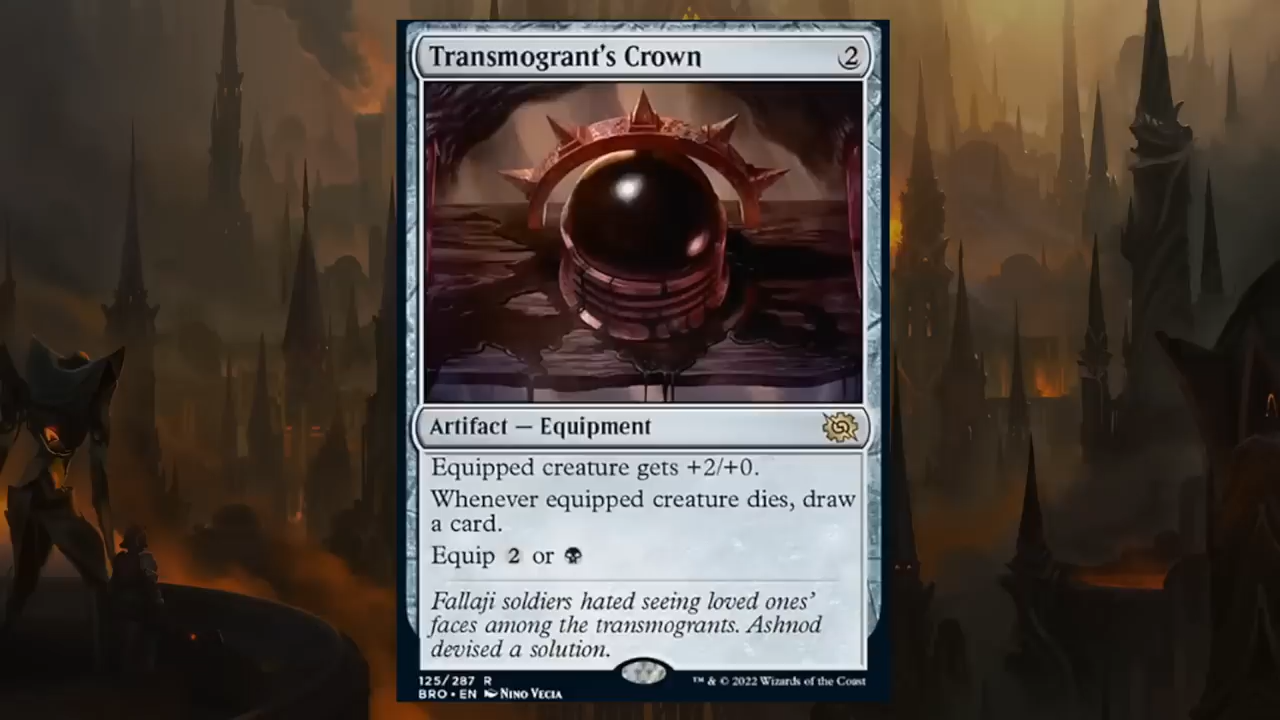 Transmogrant's Crown 2
Artifact — Equipment
Equipped creature gets +2/+0.
Whenever equipped creature dies, draw
a card.
Equip 2 or
Fallaji soldiers hated seeing loved ones'
faces among the transmogrants. Ashnod
devised a solution.
125/287 R
BRO • EN Nino Vecia
™ & © 2022 Wizards of the Coast